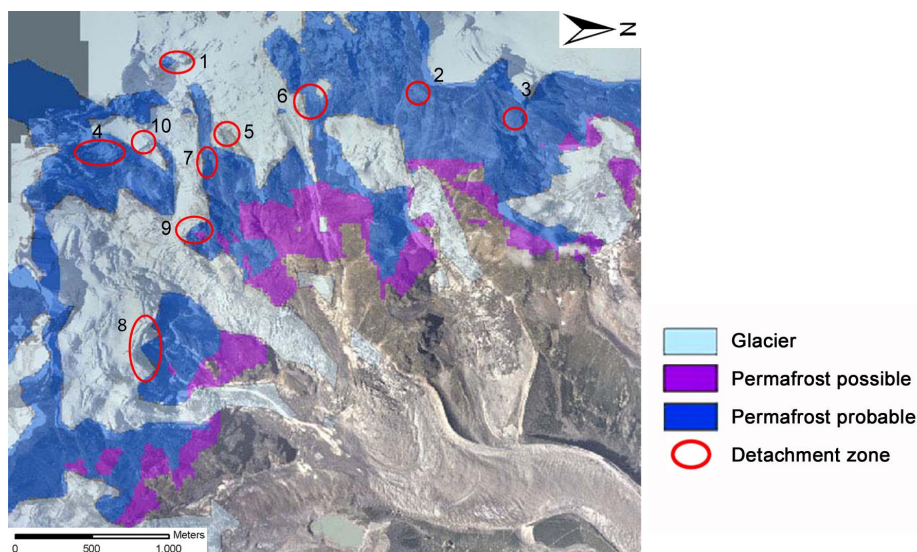 N
1
2
3
6
4
10
5
7
9
8
Glacier
Permafrost possible
Permafrost probable
Detachment zone
Meters
0 500 1.000